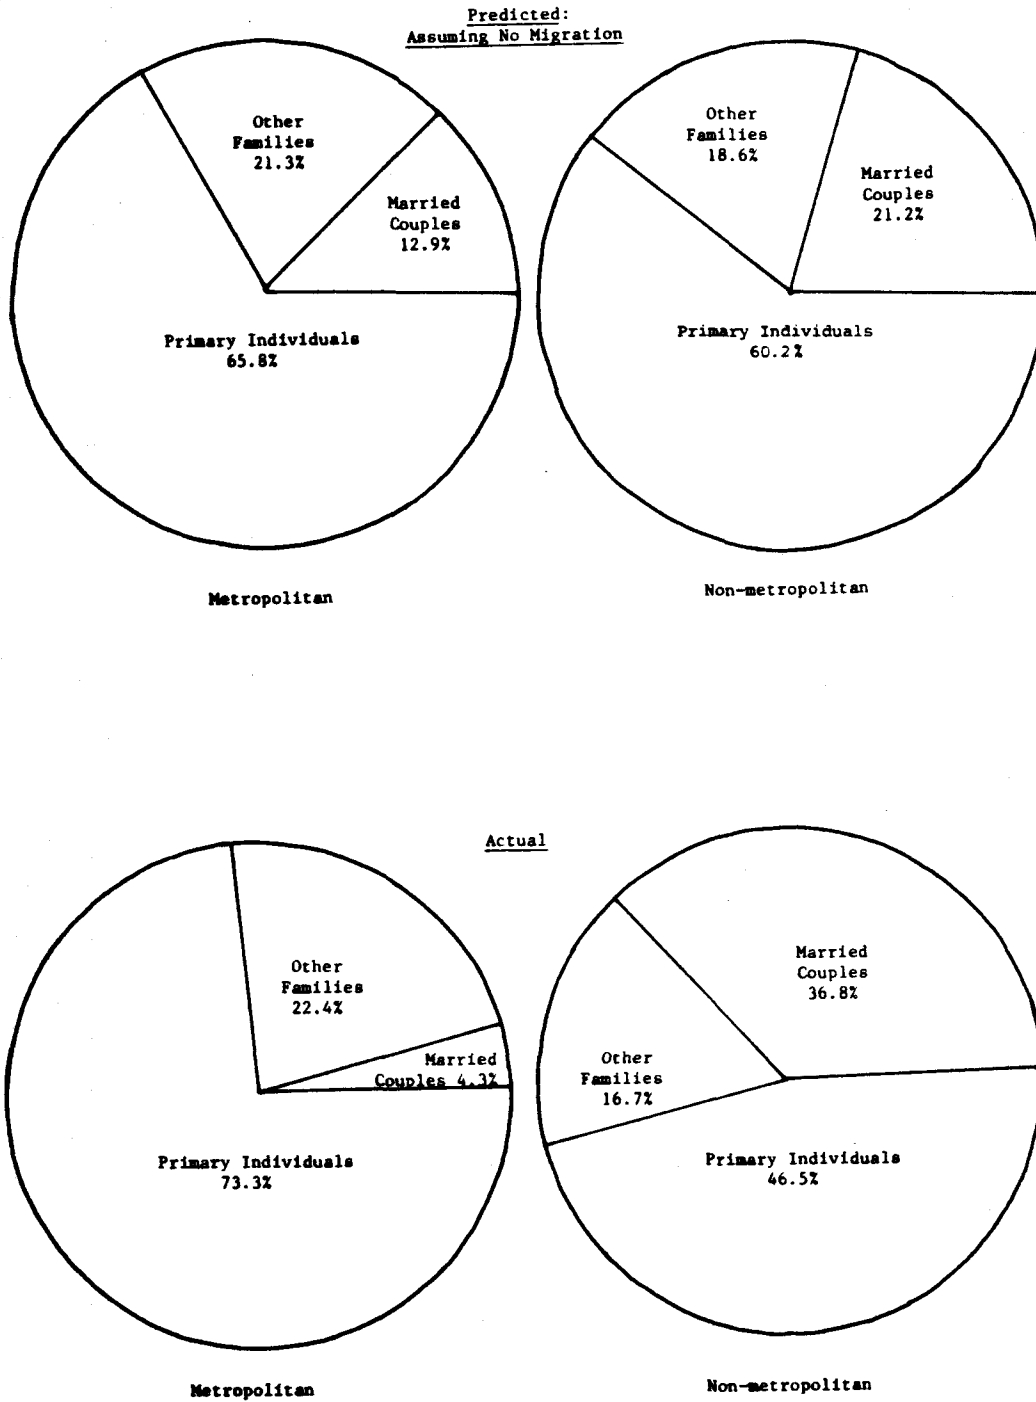 Predicted:
Assuming No Migration
Other
Families
21.3%
Married
Couples
12.9%
Primary Individuals
65.8%
Metropolitan
Other
Families
18.6%
Married
Couples
21.2%
Primary Individuals
60.2%
Non-metropolitan
Actual
Other
Families
22.4%
Married
Couples 4.3%
Primary Individuals
73.3%
Metropolitan
Married
Couples
36.8%
Other
Families
16.7%
Primary Individuals
46.5%
Non-metropolitan